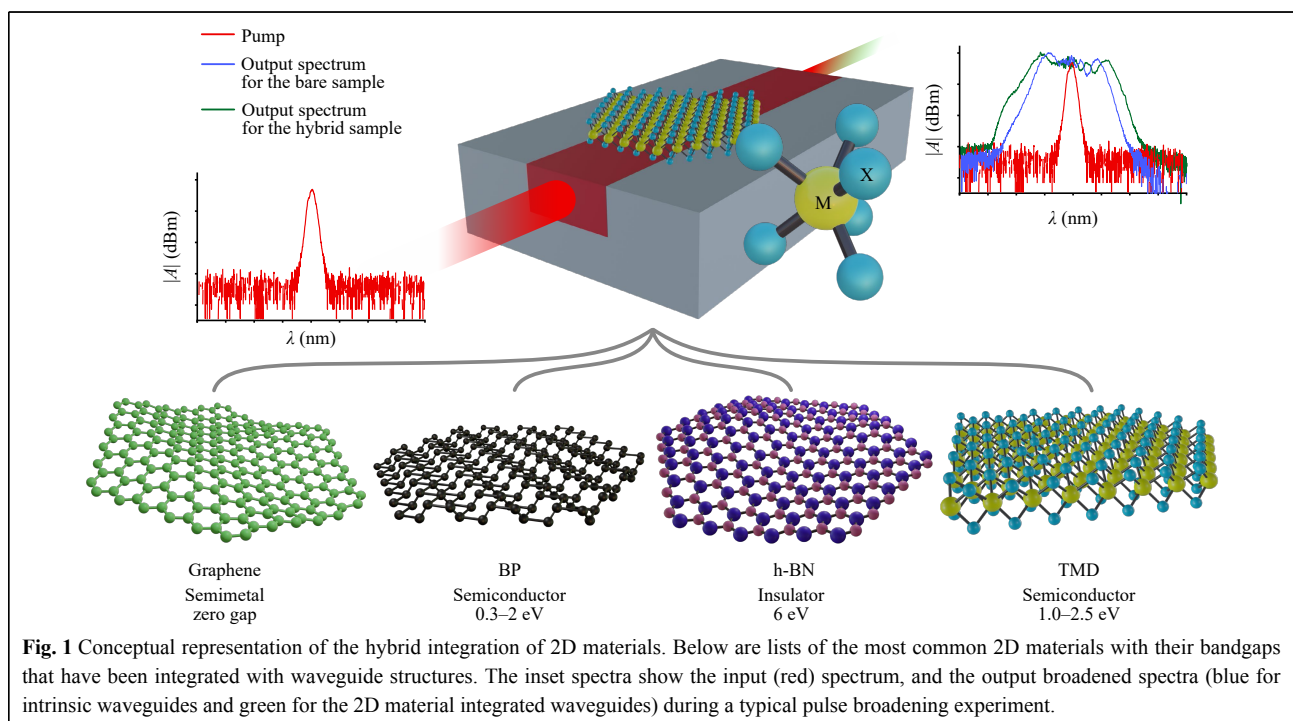 Pump
Output spectrum
for the bare sample
Output spectrum
for the hybrid sample
|A| (dBm)
λ (nm)
M
X
|A| (dBm)
λ (nm)
Graphene
Semimetal
zero gap
BP
Semiconductor
0.3–2 eV
h-BN
Insulator
6 eV
TMD
Semiconductor
1.0–2.5 eV
Fig. 1 Conceptual representation of the hybrid integration of 2D materials. Below are lists of the most common 2D materials with their bandgaps
that have been integrated with waveguide structures. The inset spectra show the input (red) spectrum, and the output broadened spectra (blue for
intrinsic waveguides and green for the 2D material integrated waveguides) during a typical pulse broadening experiment.